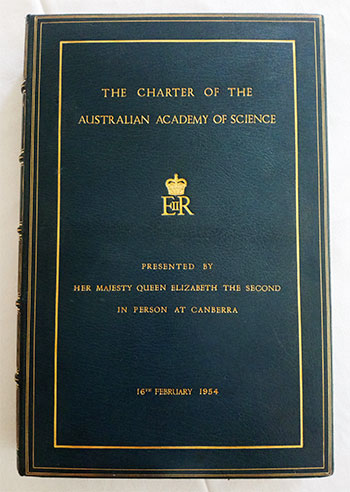 THE CHARTER OF THE
AUSTRALIAN ACADEMY OF SCIENCE
EIIR
PRESENTED BY
HER MAJESTY QUEEN ELIZABETH THE SECOND
IN PERSON AT CANBERRA
16TH FEBRUARY 1954